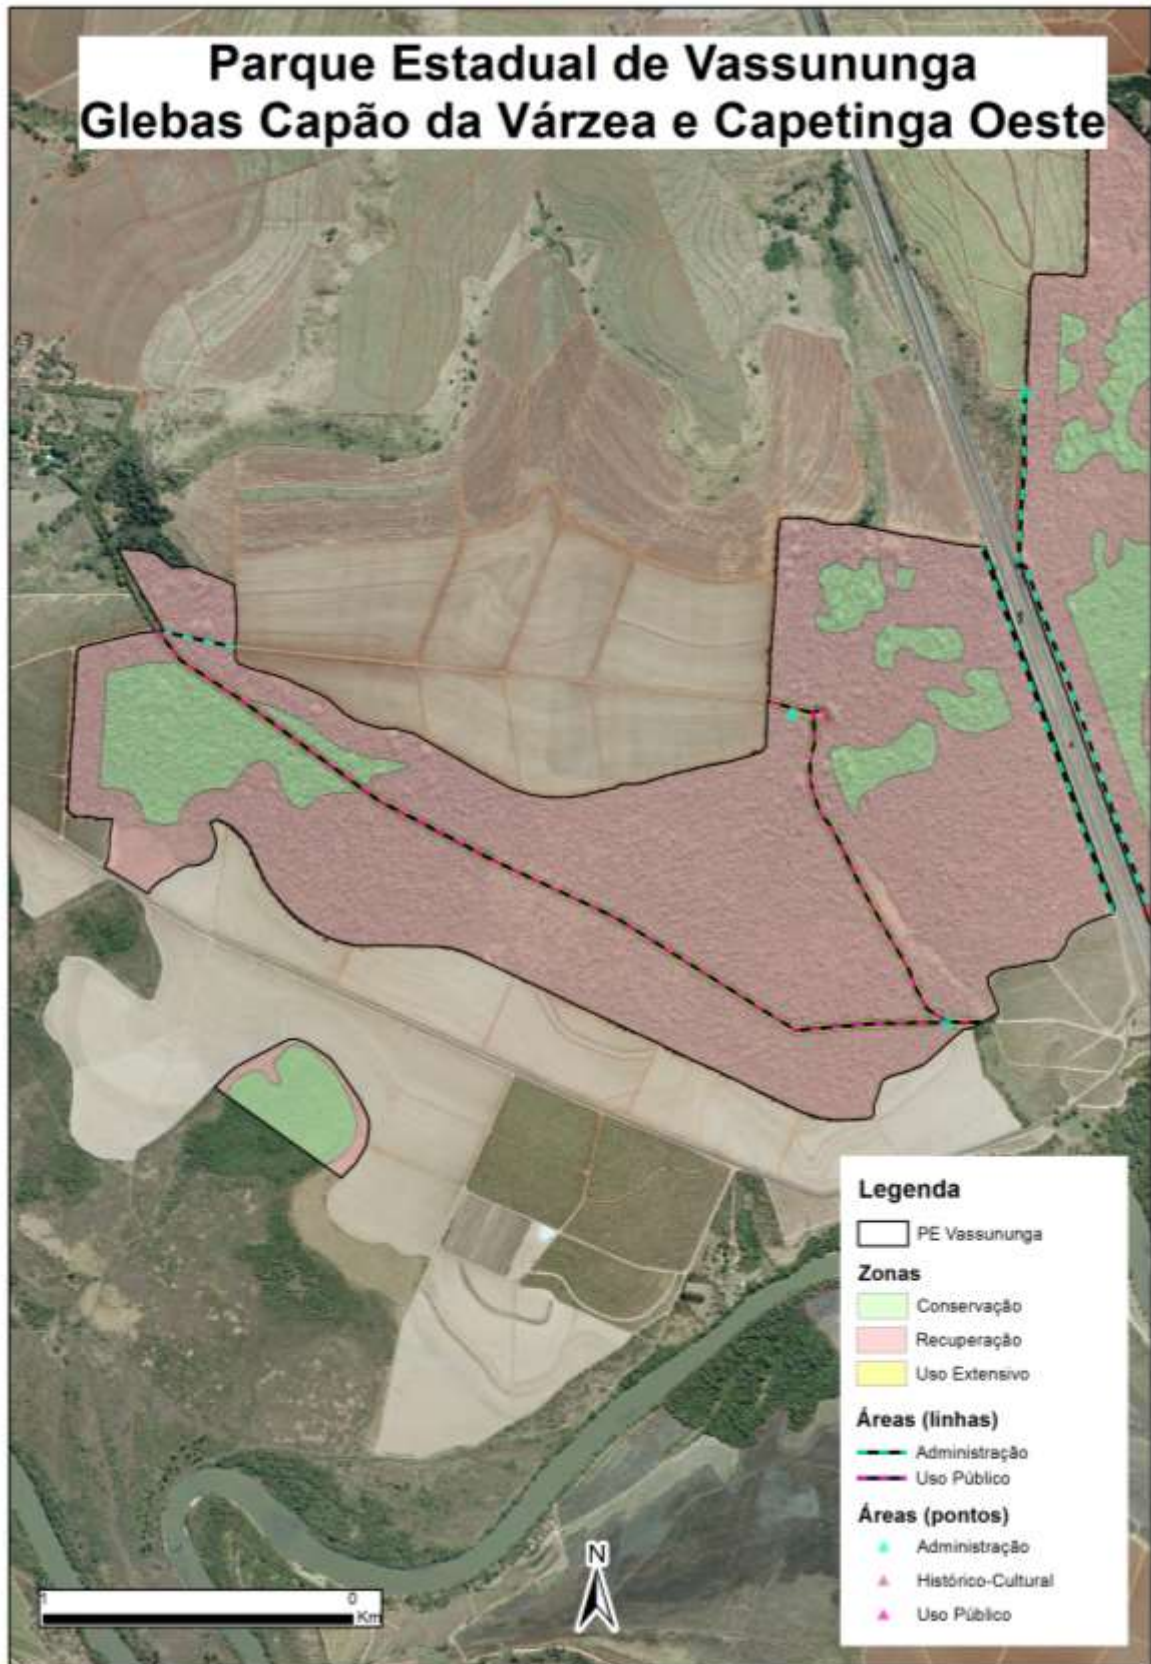 Parque Estadual de Vassununga
Glebas Capão da Várzea e Capetinga Oeste
Legenda
PE Vassununga
Zonas
Conservação
Recuperação
Uso Extensivo
Áreas (linhas)
Administração
Uso Público
Áreas (pontos)
Administração
Histórico-Cultural
Uso Público
N
1 0
Km